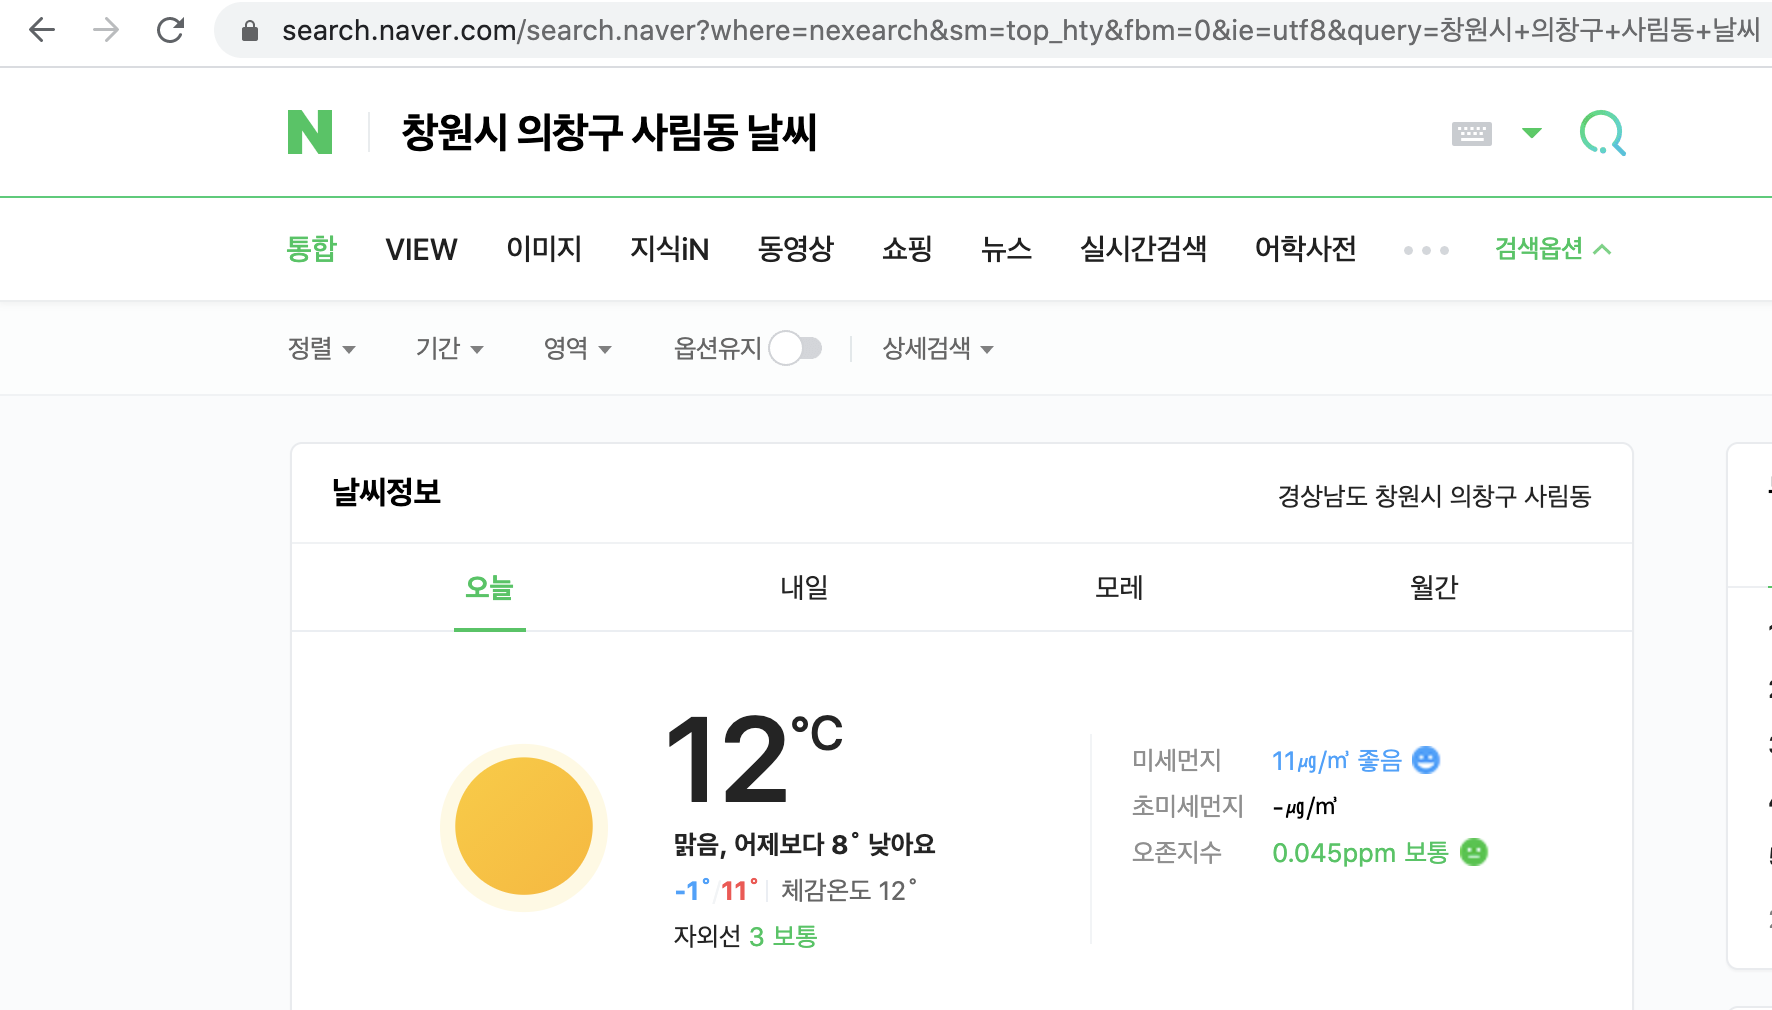 search.naver.com/search.naver?where=nexearch&sm=top_hty&fbm=0&ie=utf8&query=창원시+의창구+사림동+날씨
N 창원시 의창구 사림동 날씨
통합 VIEW 이미지 지식iN 동영상 쇼핑 뉴스 실시간검색 어학사전 검색옵션
정렬 기간 영역 옵션유지 상세검색
날씨정보 경상남도 창원시 의창구 사림동
오늘 내일 모레 월간
12℃
맑음, 어제보다 8˚ 낮아요
-1˚/11˚ 체감온도 12˚
자외선 3 보통
미세먼지 11㎍/㎥ 좋음
초미세먼지 -㎍/㎥
오존지수 0.045ppm 보통